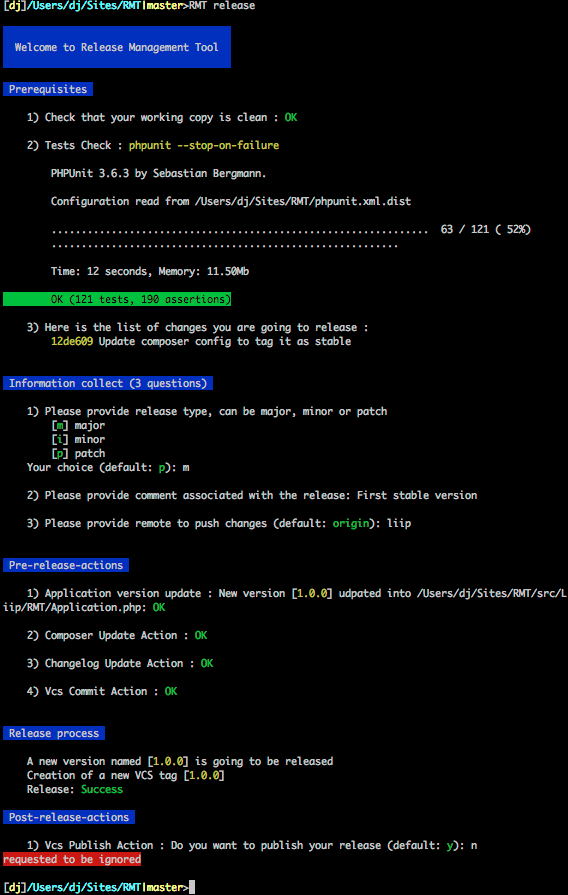 [dj]/Users/dj/Sites/RMT|master>RMT release
Welcome to Release Management Tool
Prerequisites
1) Check that your working copy is clean : OK
2) Tests Check : phpunit --stop-on-failure
PHPUnit 3.6.3 by Sebastian Bergmann.
Configuration read from /Users/dj/Sites/RMT/phpunit.xml.dist
............................................................... 63 / 121 ( 52%)
..........................................................
Time: 12 seconds, Memory: 11.50Mb
OK (121 tests, 190 assertions)
3) Here is the list of changes you are going to release :
12de609 Update composer config to tag it as stable
Information collect (3 questions)
1) Please provide release type, can be major, minor or patch
[m] major
[i] minor
[p] patch
Your choice (default: p): m
2) Please provide comment associated with the release: First stable version
3) Please provide remote to push changes (default: origin): liip
Pre-release-actions
1) Application version update : New version [1.0.0] udpated into /Users/dj/Sites/RMT/src/L
iip/RMT/Application.php: OK
2) Composer Update Action : OK
3) Changelog Update Action : OK
4) Vcs Commit Action : OK
Release process
A new version named [1.0.0] is going to be released
Creation of a new VCS tag [1.0.0]
Release: Success
Post-release-actions
1) Vcs Publish Action : Do you want to publish your release (default: y): n
requested to be ignored
[dj]/Users/dj/Sites/RMT|master>